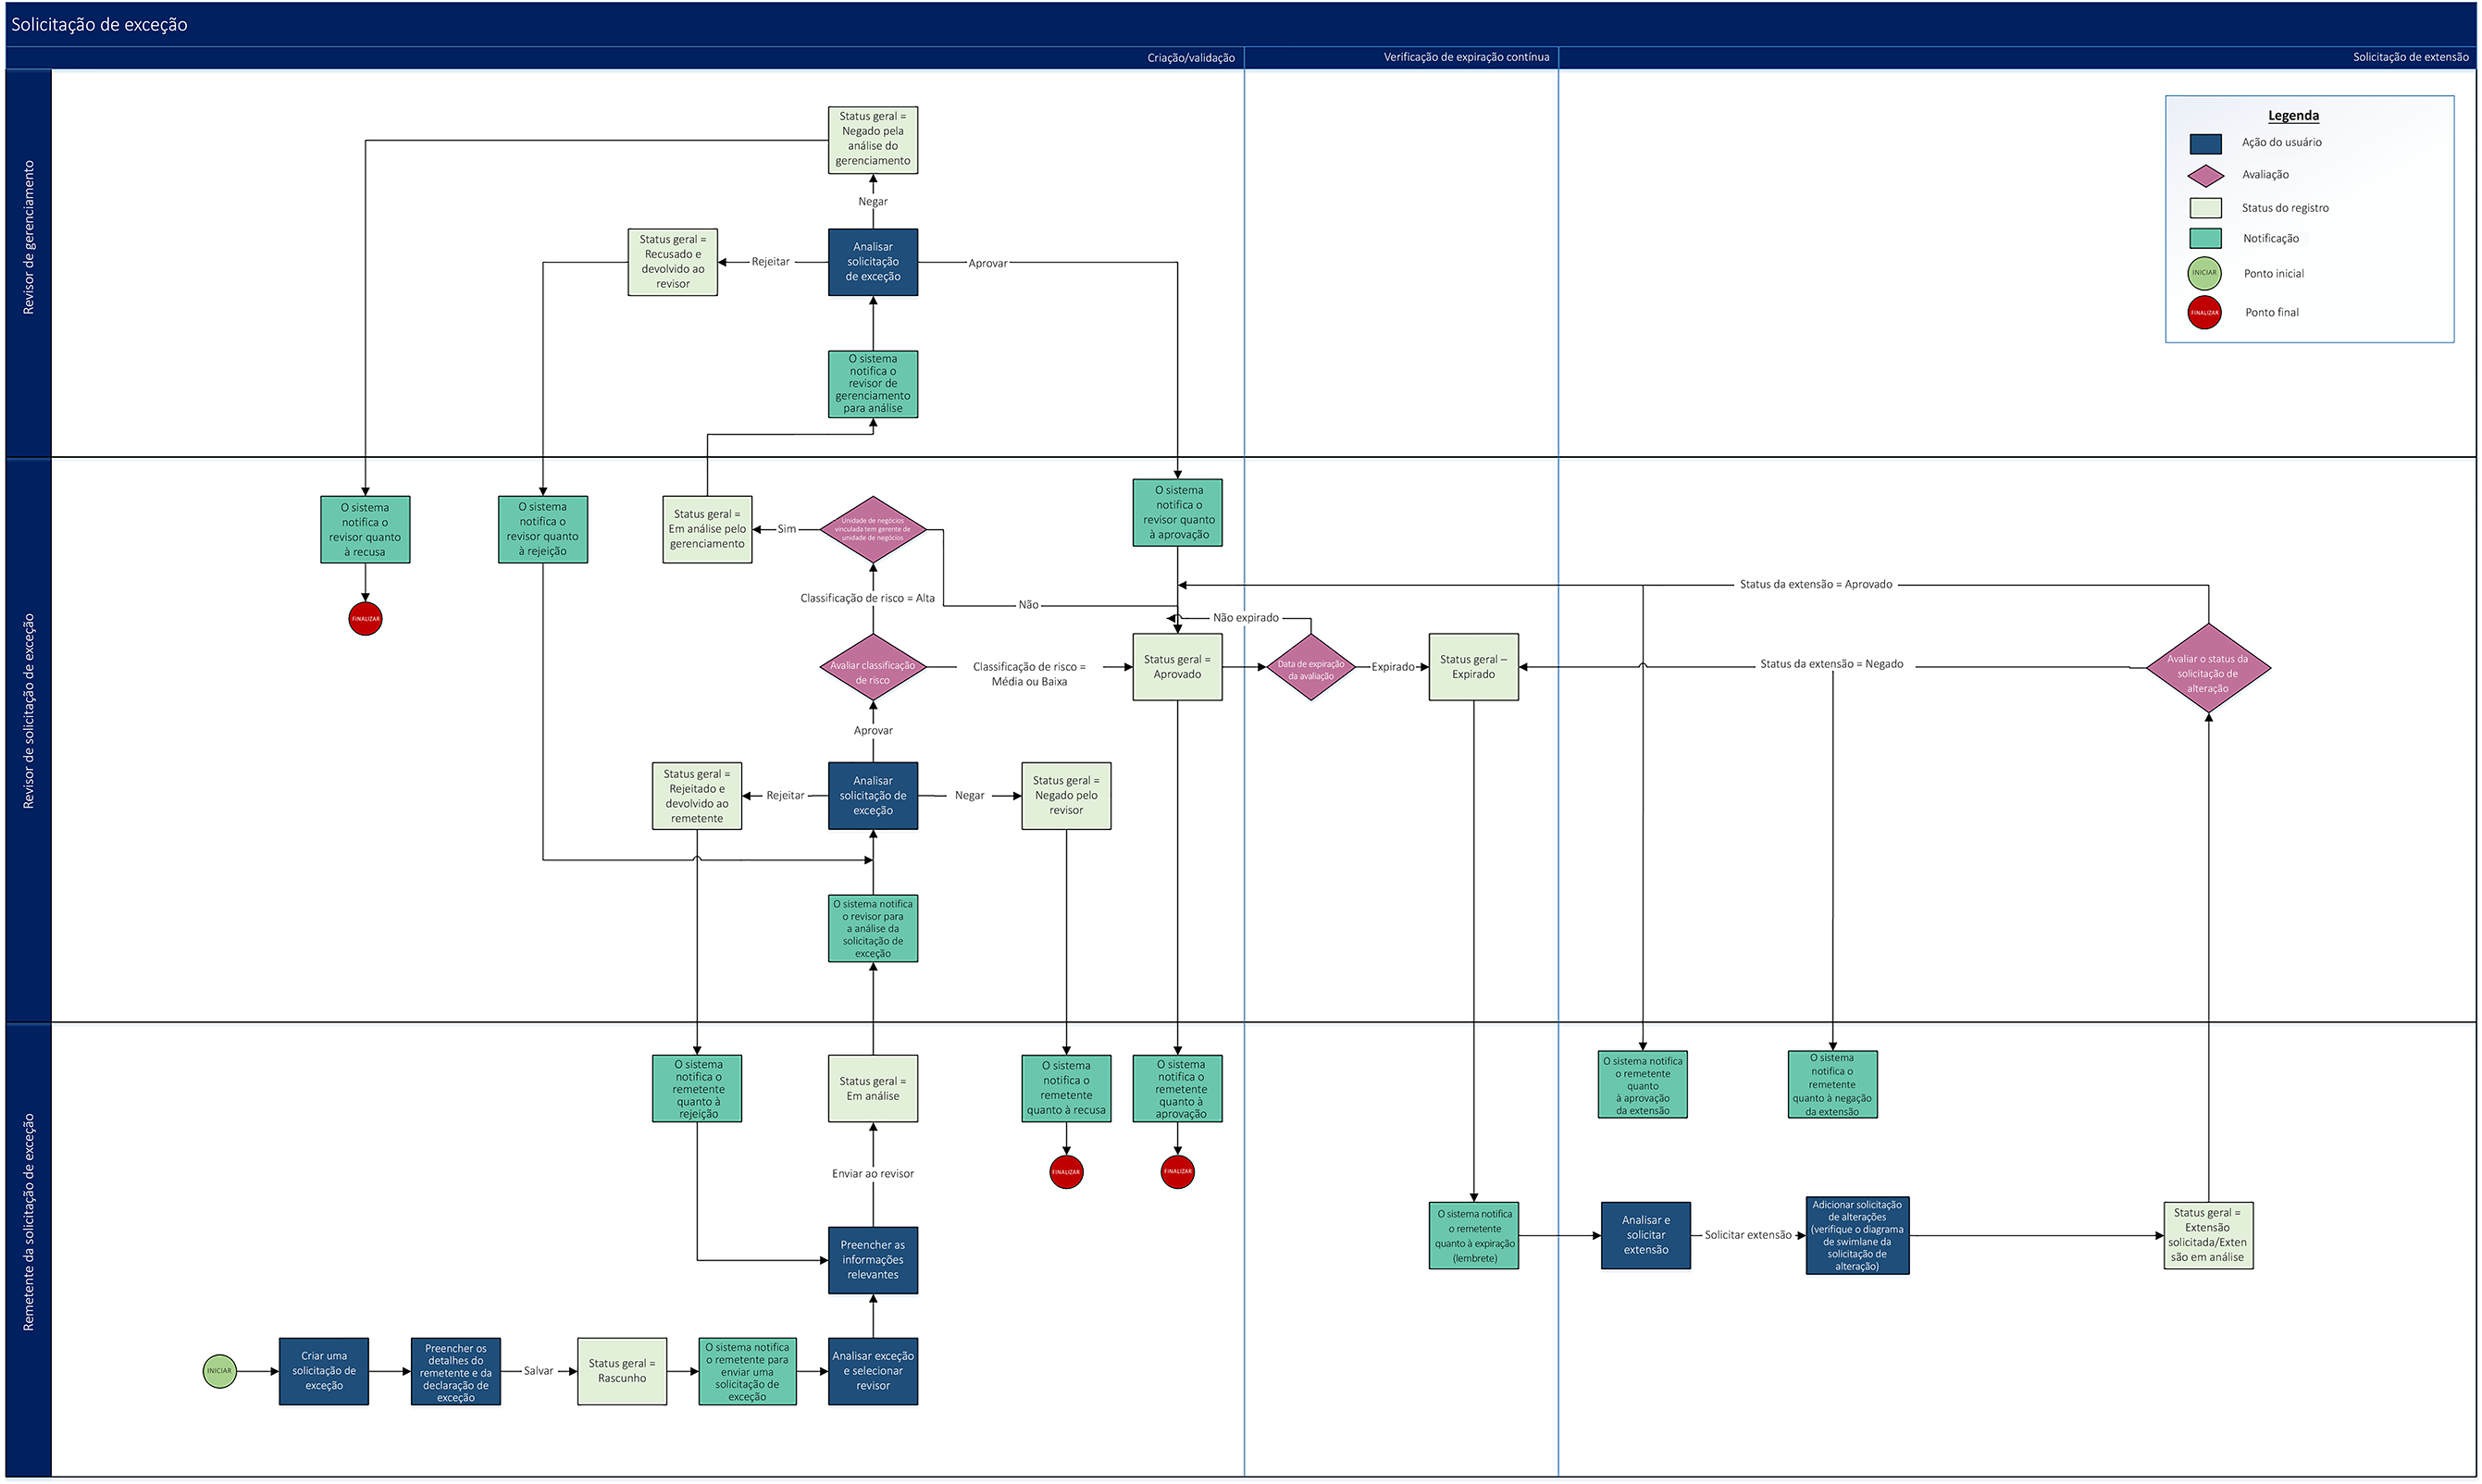 Solicitação de exceção
Criação/validação
Verificação de expiração contínua
Solicitação de extensão
Revisor de gerenciamento
Status geral =
Negado pela
análise do
gerenciamento
Negar
Status geral =
Recusado e
devolvido ao
revisor
Rejeitar
Analisar
solicitação
de exceção
Aprovar
O sistema
notifica o
revisor de
gerenciamento
para análise
Legenda
Ação do usuário
Avaliação
Status do registro
Notificação
INICIAR
Ponto inicial
FINALIZAR
Ponto final
Revisor de solicitação de exceção
O sistema
notifica o
revisor quanto
à recusa
FINALIZAR
O sistema
notifica o
revisor quanto
à rejeição
Status geral =
Em análise pelo
gerenciamento
Sim
Unidade de negócios
vinculada tem gerente de
unidade de negócios
O sistema
notifica o
revisor quanto
à aprovação
Classificação de risco = Alta
Não
Status da extensão = Aprovado
Não expirado
Avaliar classificação
de risco
Classificação de risco =
Média ou Baixa
Status geral =
Aprovado
Data de expiração
da avaliação
Expirado
Status geral –
Expirado
Status da extensão = Negado
Avaliar o status da
solicitação de
alteração
Aprovar
Status geral =
Rejeitado e
devolvido ao
remetente
Rejeitar
Analisar
solicitação de
exceção
Negar
Status geral =
Negado pelo
revisor
O sistema notifica
o revisor para
a análise da
solicitação de
exceção
Remetente da solicitação de exceção
O sistema
notifica o
remetente
quanto à
rejeição
Status geral =
Em análise
O sistema
notifica o
remetente
quanto à recusa
FINALIZAR
O sistema
notifica o
remetente
quanto à
aprovação
FINALIZAR
O sistema notifica
o remetente
quanto
à aprovação
da extensão
O sistema
notifica o
remetente
quanto à negação
da extensão
Enviar ao revisor
Preencher as
informações
relevantes
O sistema notifica
o remetente
quanto à expiração
(lembrete)
Analisar e
solicitar
extensão
Solicitar extensão
Adicionar solicitação
de alterações
(verifique o diagrama
de swimlane da
solicitação de
alteração)
Status geral =
Extensão
solicitada/Exten
são em análise
INICIAR
Criar uma
solicitação de
exceção
Preencher os
detalhes do
remetente e da
declaração de
exceção
Salvar
Status geral =
Rascunho
O sistema notifica
o remetente para
enviar uma
solicitação de
exceção
Analisar exceção
e selecionar
revisor